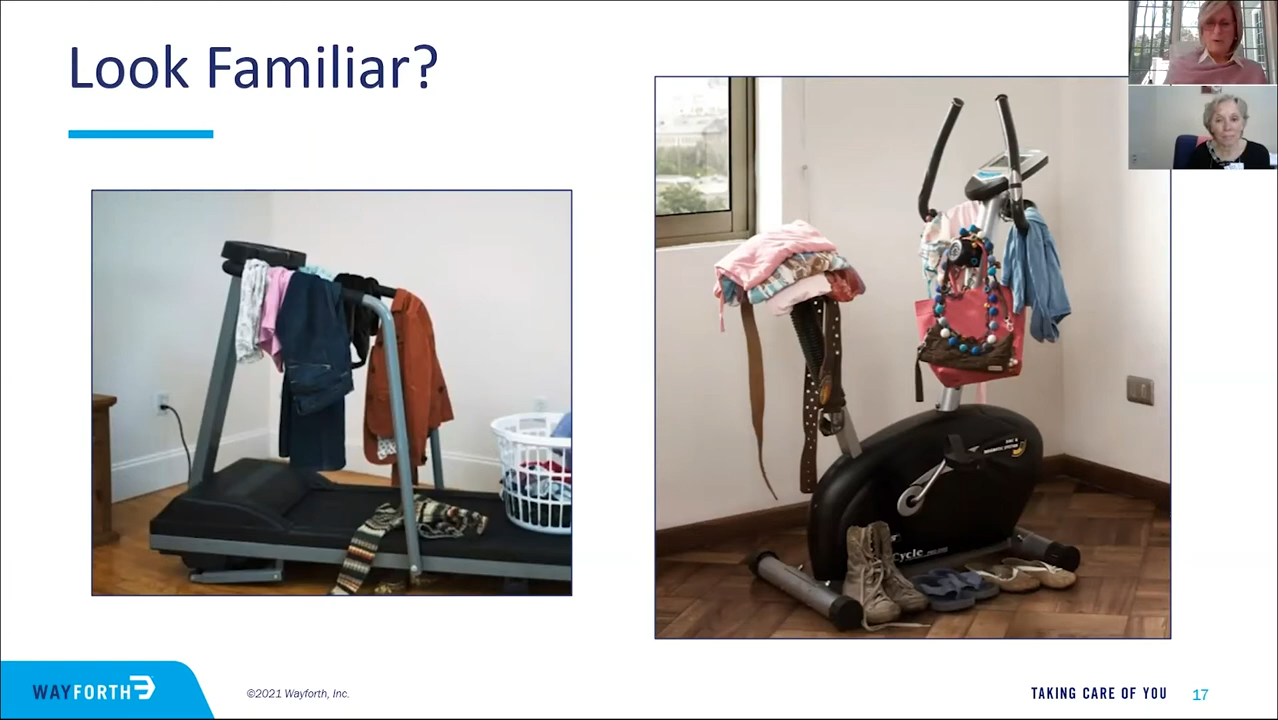 Look Familiar?
WAYFORTH
©2021 Wayforth, Inc.
TAKING CARE OF YOU
17